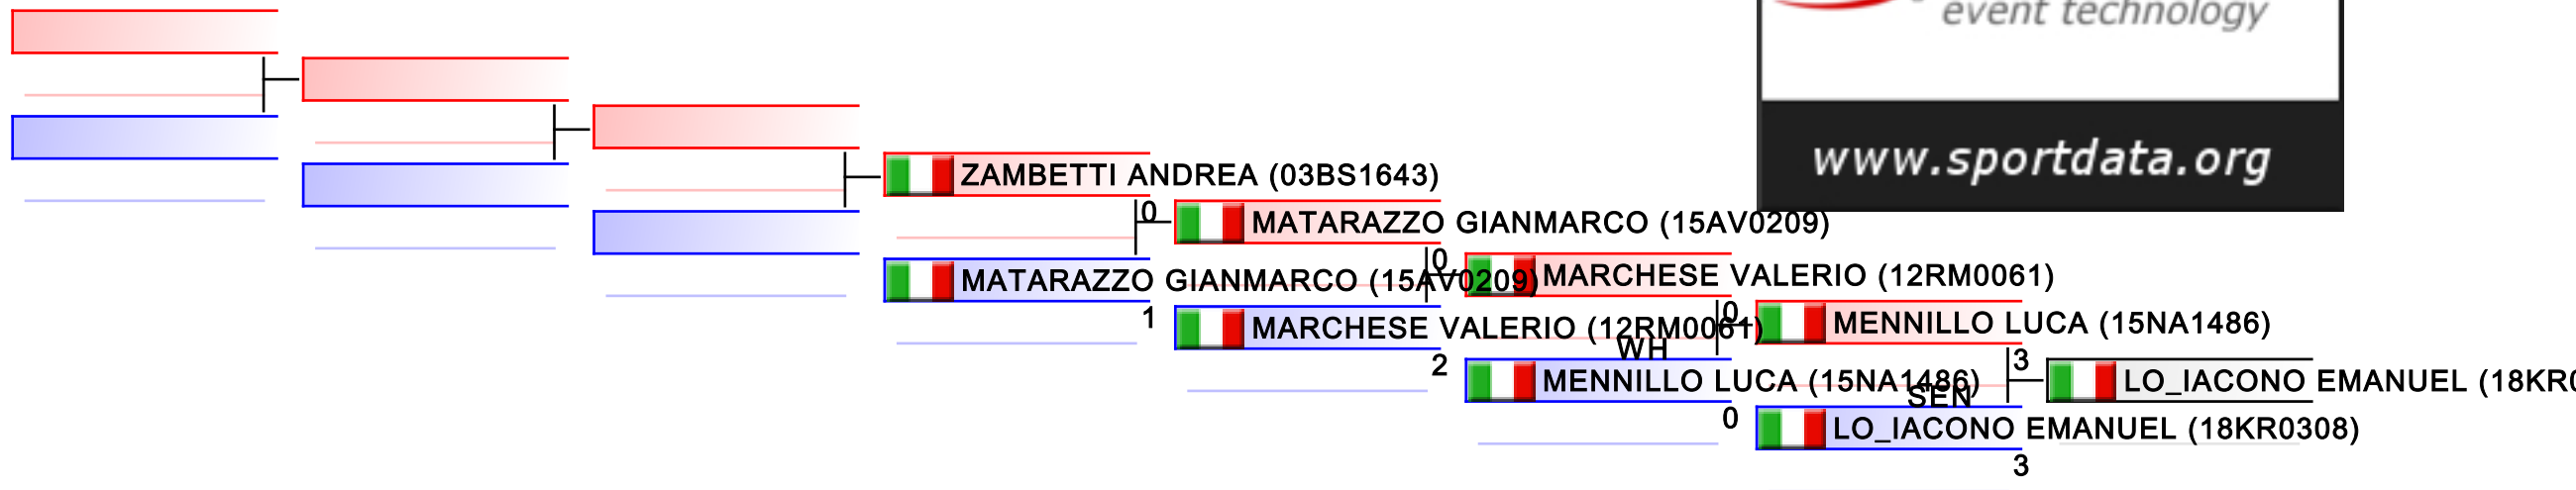 event technology
www.sportdata.org
ZAMBETTI ANDREA (03BS1643)
0
MATARAZZO GIANMARCO (15AV0209)
MATARAZZO GIANMARCO (15AV0209)
1
0
MARCHESE VALERIO (12RM0061)
MARCHESE VALERIO (12RM0061)
2
0
WH
MENNILLO LUCA (15NA1486)
MENNILLO LUCA (15NA1486)
0
3
SEN
LO_IACONO EMANUEL (18KR0308)
3
LO_IACONO EMANUEL (18KR